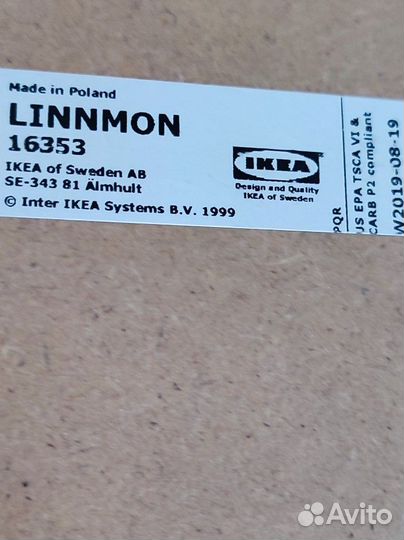 Made in Poland
LINNMON
16353
IKEA of Sweden AB
SE-343 81 Älmhult
© Inter IKEA Systems B.V. 1999
IKEA
Design and Quality
IKEA of Sweden
PQR
US EPA TSCA VI &
CARB P2 compliant
W2019-08-19
Avito